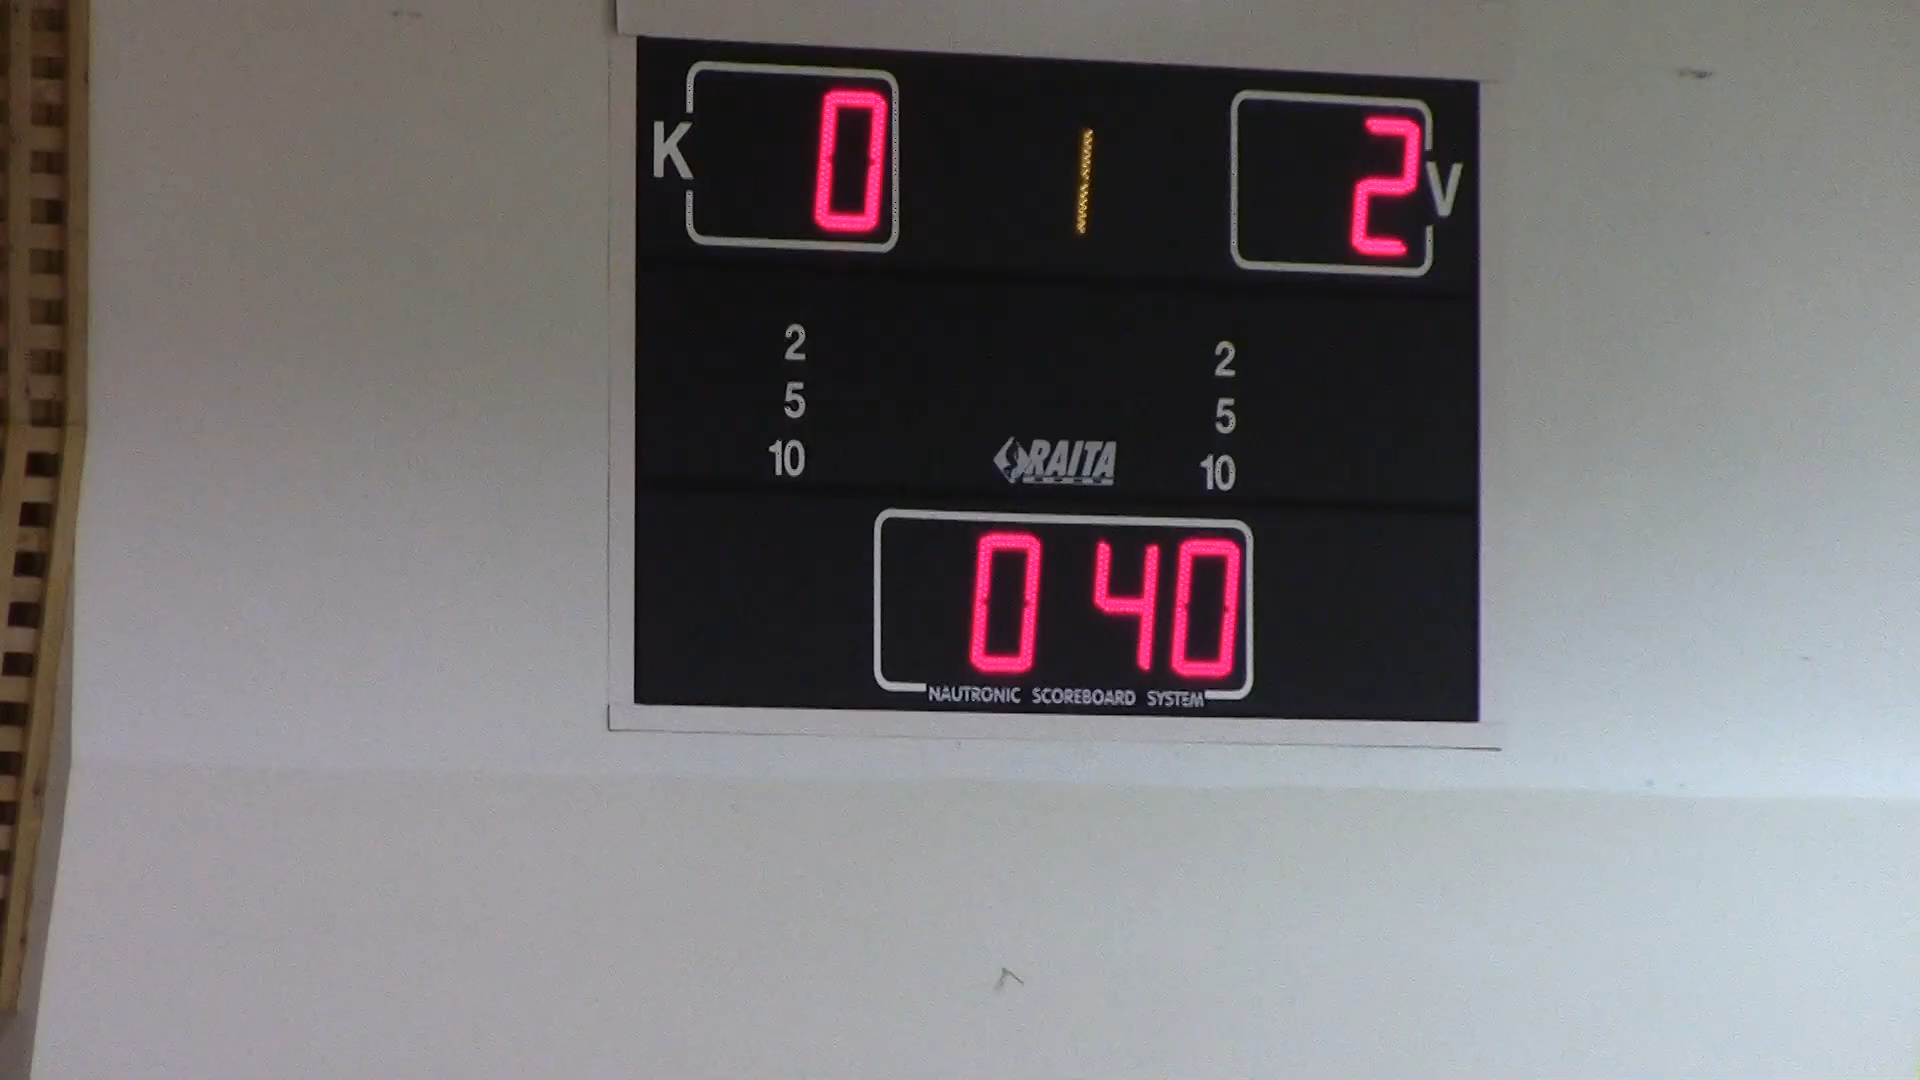 K 0 1 2 V
2 2
5 5
10 10
RAITA
0 40
NAUTRONIC SCOREBOARD SYSTEM